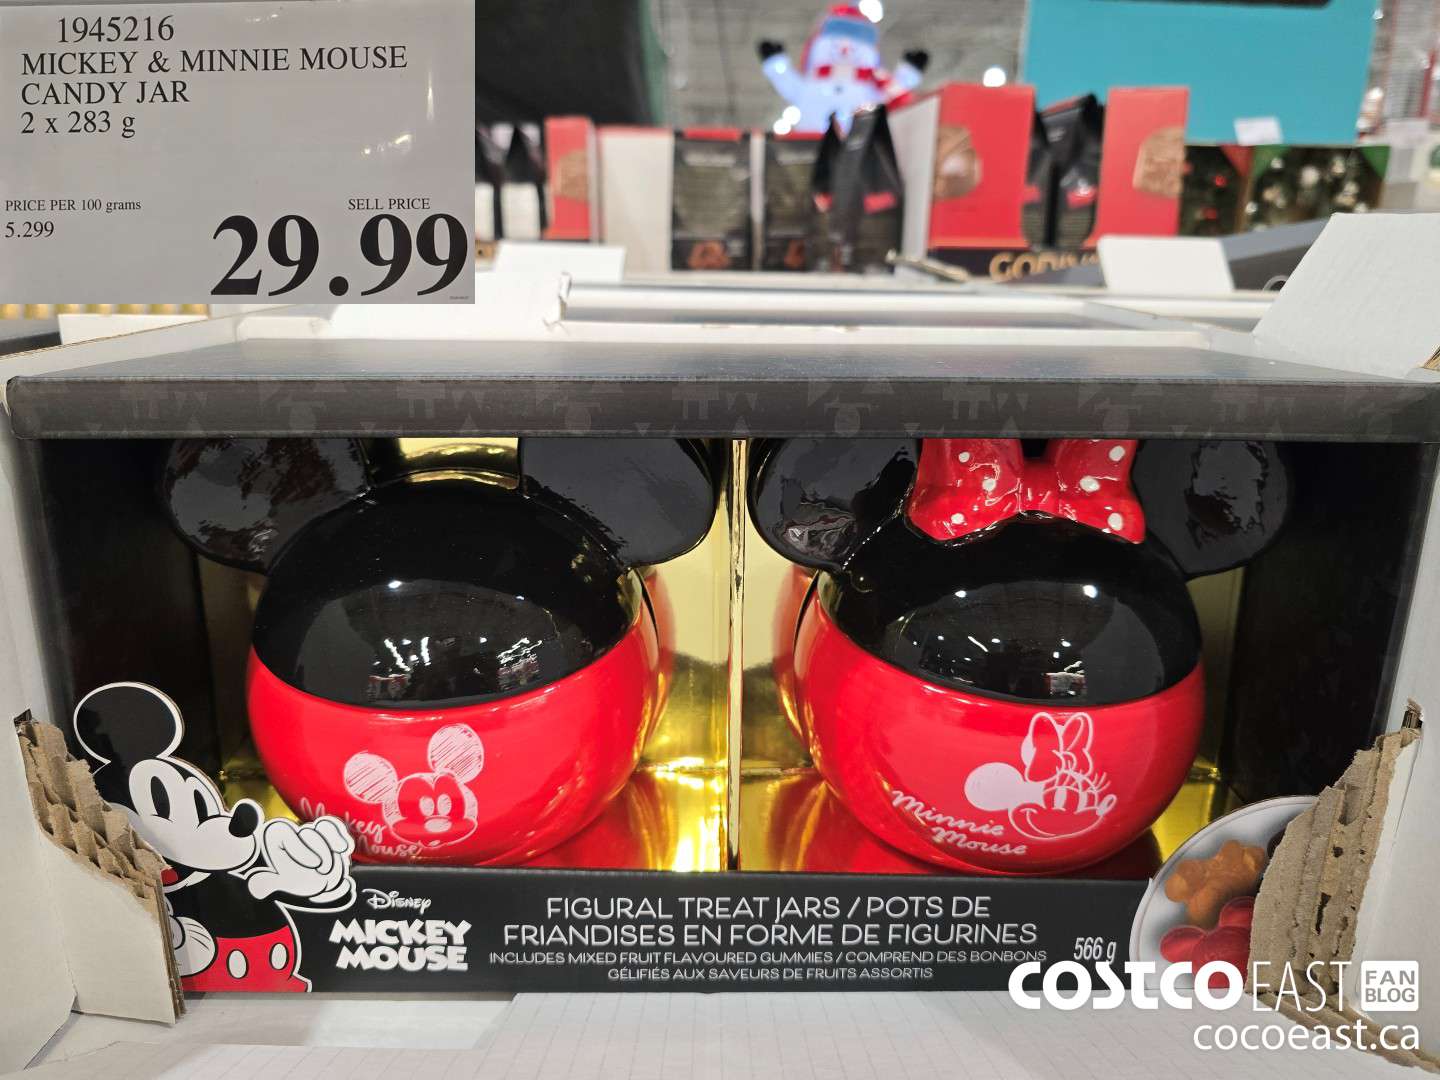 1945216
MICKEY & MINNIE MOUSE
CANDY JAR
2 x 283 g
PRICE PER 100 grams
5.299
SELL PRICE
29.99
Mickey
Mouse
Minnie
Mouse
Disney
MICKEY
MOUSE
FIGURAL TREAT JARS / POTS DE
FRIANDISES EN FORME DE FIGURINES
INCLUDES MIXED FRUIT FLAVOURED GUMMIES / COMPREND DES BONBONS
GÉLIFIÉS AUX SAVEURS DE FRUITS ASSORTIS
566 g
COSTCO EAST FAN BLOG
cocoeast.ca